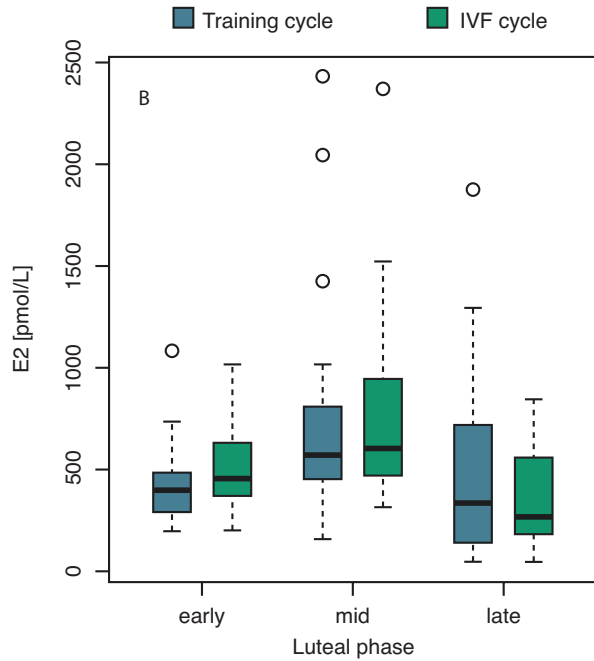 Training cycle IVF cycle
B
2500
2000
1500
1000
500
0
E2 [pmol/L]
early mid late
Luteal phase